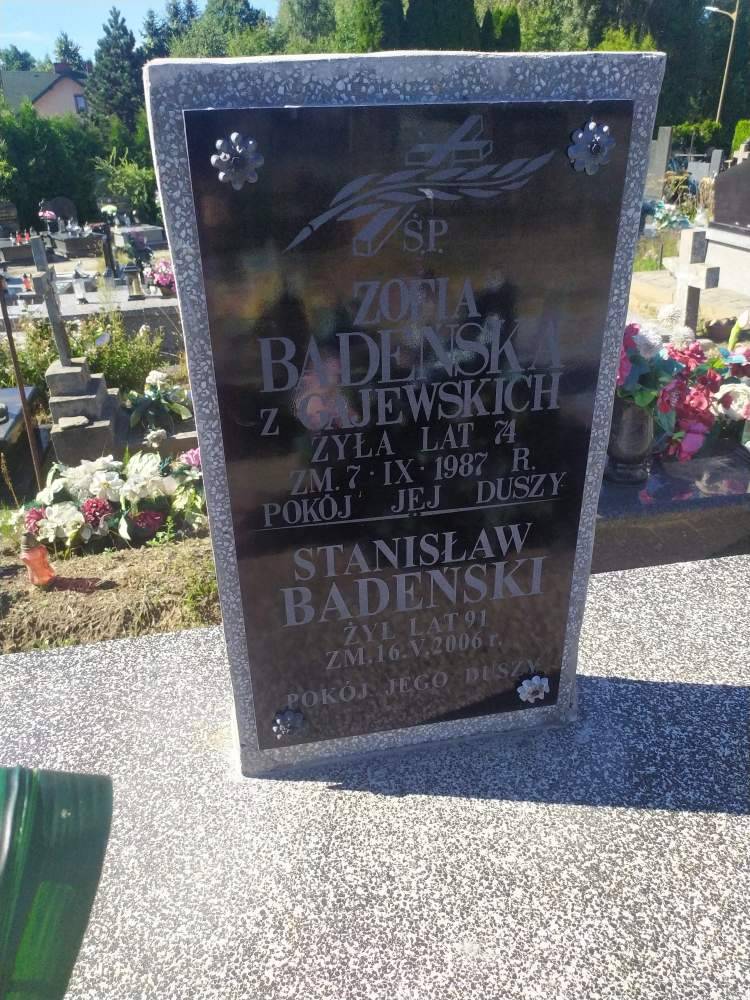 Ś.P.
ZOFIA
BADEŃSKA
Z GAJEWSKICH
ŻYŁA LAT 74
ZM. 7·IX·1987 R.
POKÓJ JEJ DUSZY
STANISŁAW
BADEŃSKI
ŻYŁ LAT 91
ZM.16.V.2006 r.
POKÓJ JEGO DUSZY